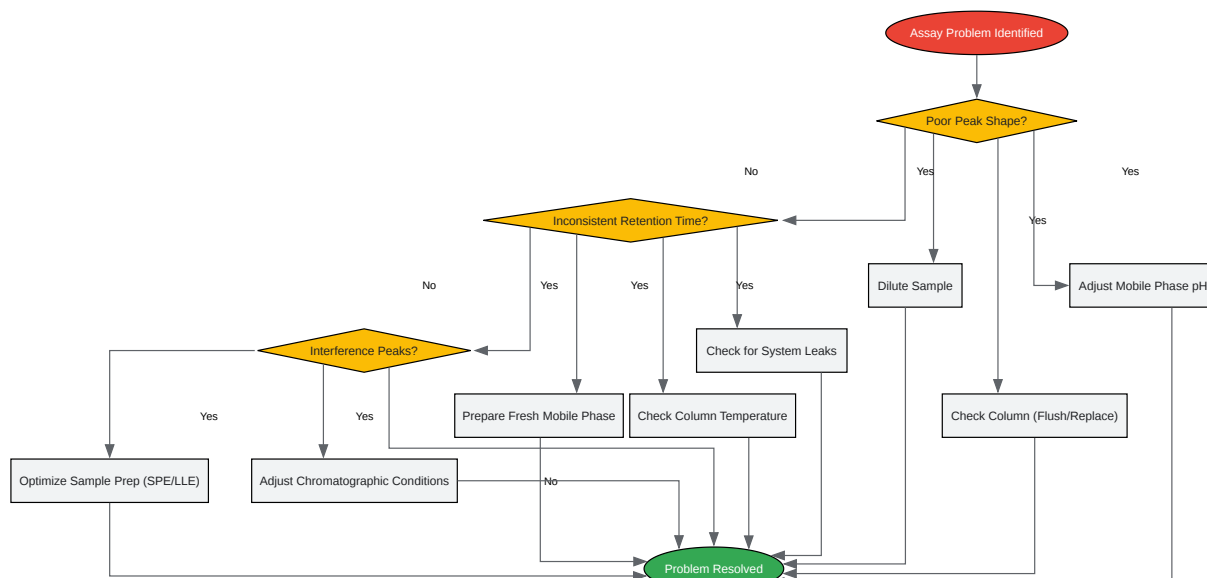 Assay Problem Identified
Poor Peak Shape?
No
Yes
Yes
Inconsistent Retention Time?
Yes
No
Yes
Yes
Yes
Dilute Sample
Adjust Mobile Phase pH
Interference Peaks?
Check for System Leaks
Yes
Yes
Prepare Fresh Mobile Phase
Check Column Temperature
Check Column (Flush/Replace)
Optimize Sample Prep (SPE/LLE)
Adjust Chromatographic Conditions
No
Problem Resolved